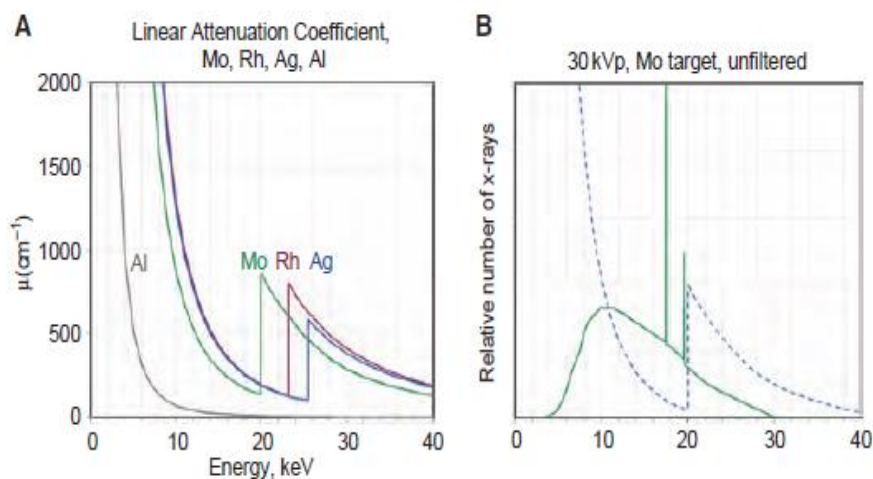 A
Linear Attenuation Coefficient,
Mo, Rh, Ag, Al
2000
1500
1000
500
0
μ(cm⁻¹)
Al
Mo Rh Ag
0 10 20 30 40
Energy, keV
B
30 kVp, Mo target, unfiltered
Relative number of x-rays
0 10 20 30 40